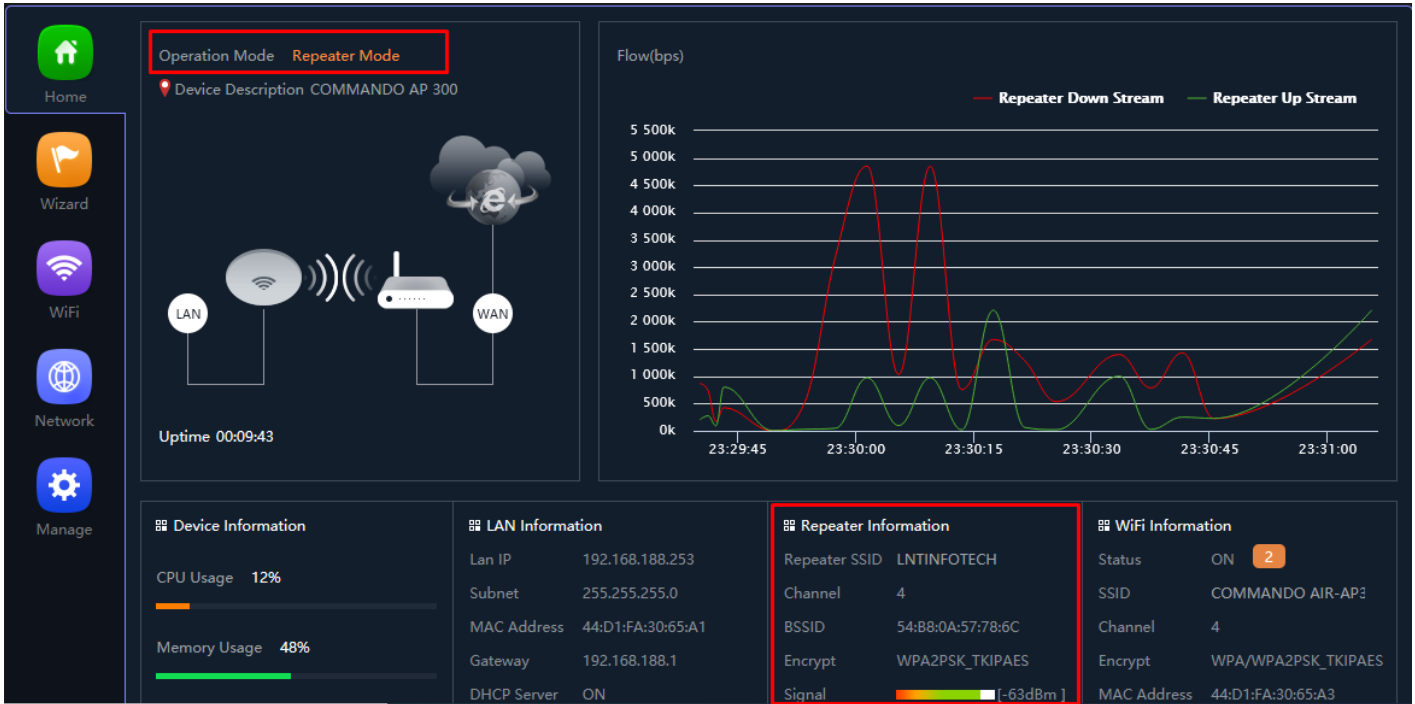 Home
Wizard
WiFi
Network
Manage
Operation Mode Repeater Mode
Device Description COMMANDO AP 300
LAN
WAN
Uptime 00:09:43
Flow(bps)
Repeater Down Stream
Repeater Up Stream
5 500k
5 000k
4 500k
4 000k
3 500k
3 000k
2 500k
2 000k
1 500k
1 000k
500k
0k
23:29:45 23:30:00 23:30:15 23:30:30 23:30:45 23:31:00
Device Information
CPU Usage 12%
Memory Usage 48%
LAN Information
Lan IP 192.168.188.253
Subnet 255.255.255.0
MAC Address 44:D1:FA:30:65:A1
Gateway 192.168.188.1
DHCP Server ON
Repeater Information
Repeater SSID LNTINFOTECH
Channel 4
BSSID 54:B8:0A:57:78:6C
Encrypt WPA2PSK_TKIPAES
Signal [-63dBm ]
WiFi Information
Status ON 2
SSID COMMANDO AIR-AP3
Channel 4
Encrypt WPA/WPA2PSK_TKIPAES
MAC Address 44:D1:FA:30:65:A3